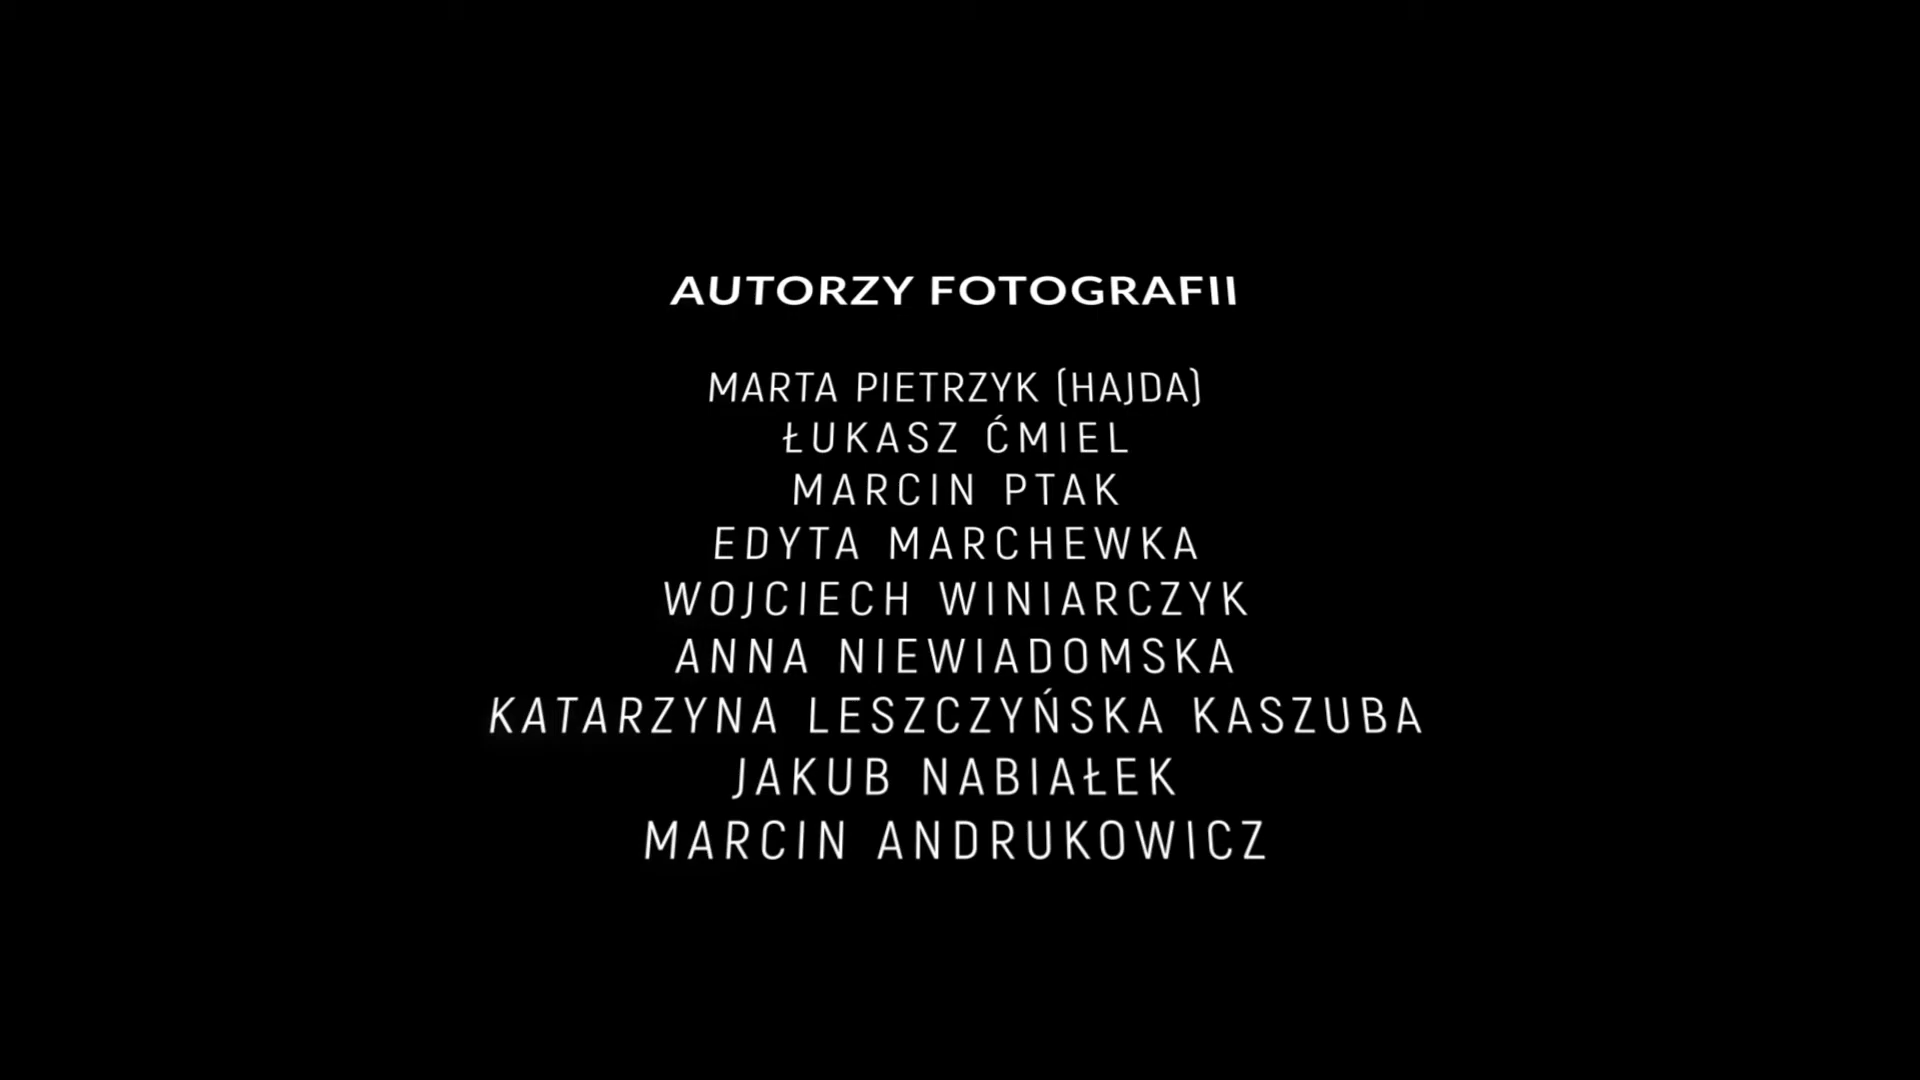 AUTORZY FOTOGRAFII
MARTA PIETRZYK (HAJDA)
ŁUKASZ ĆMIEL
MARCIN PTAK
EDYTA MARCHEWKA
WOJCIECH WINIARCZYK
ANNA NIEWIADOMSKA
KATARZYNA LESZCZYŃSKA KASZUBA
JAKUB NABIAŁEK
MARCIN ANDRUKOWICZ